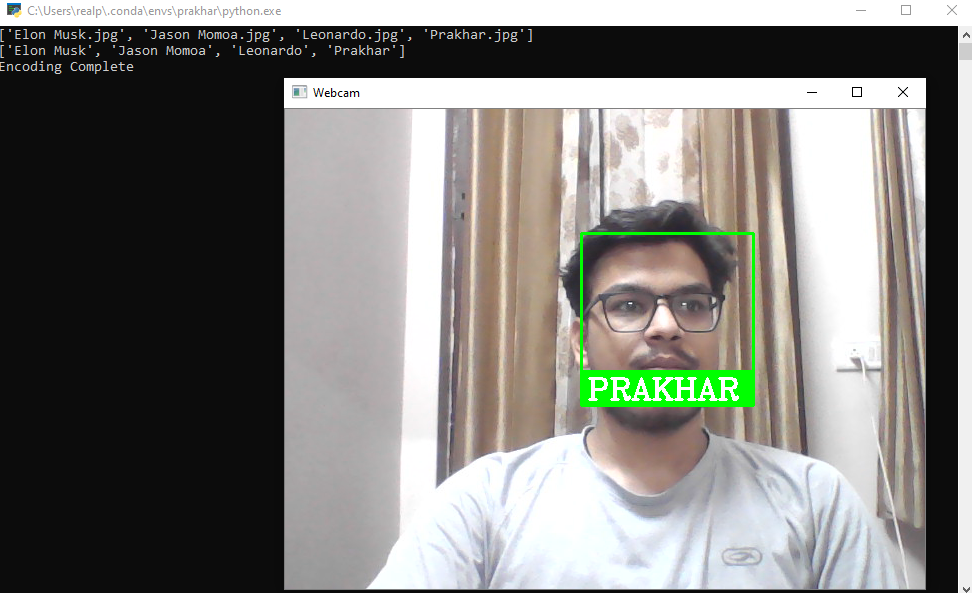 C:\Users\realp\.conda\envs\prakhar\python.exe
['Elon Musk.jpg', 'Jason Momoa.jpg', 'Leonardo.jpg', 'Prakhar.jpg']
['Elon Musk', 'Jason Momoa', 'Leonardo', 'Prakhar']
Encoding Complete
Webcam
PRAKHAR